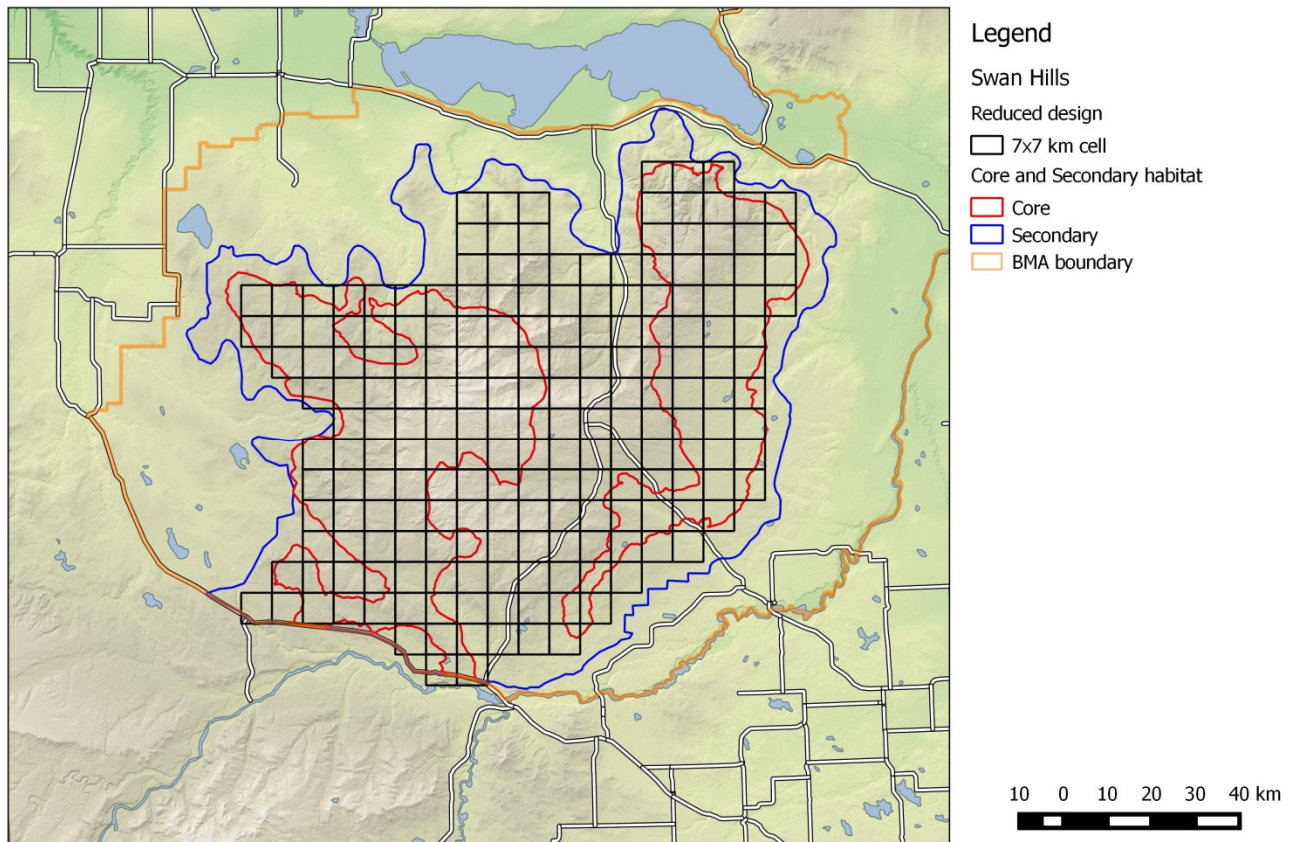 Legend
Swan Hills
Reduced design
7x7 km cell
Core and Secondary habitat
Core
Secondary
BMA boundary
10 0 10 20 30 40 km